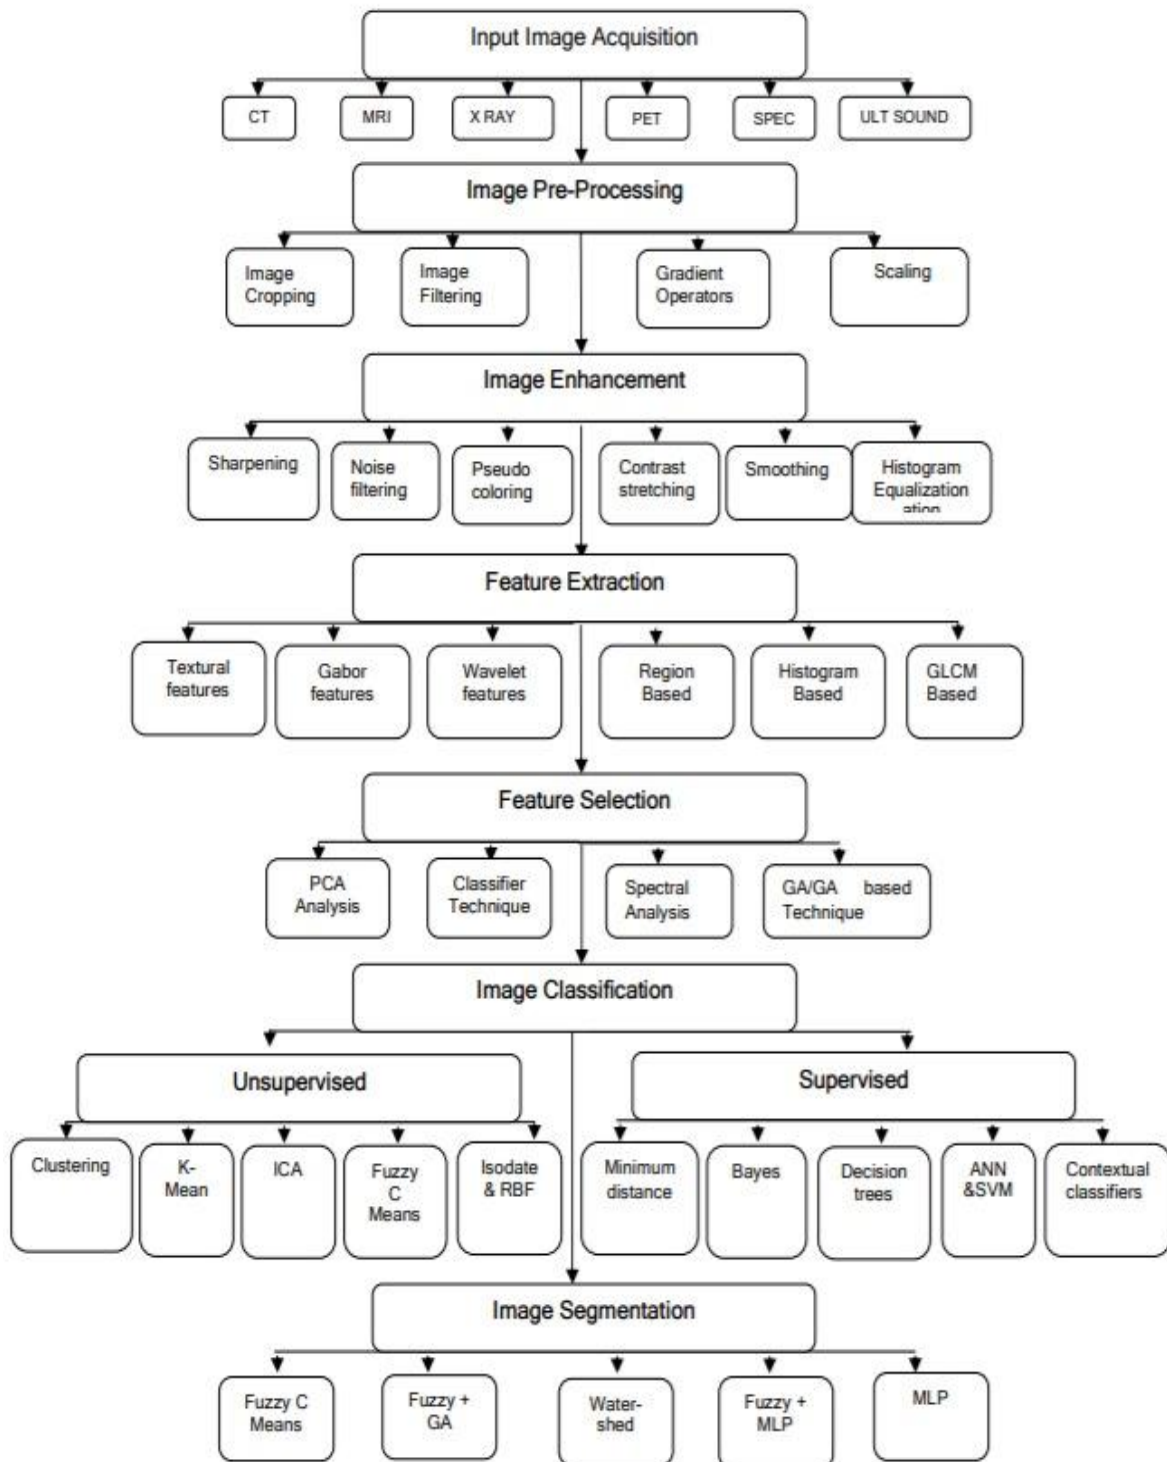 Input Image Acquisition
CT
MRI
X RAY
PET
SPEC
ULT SOUND
Image Pre-Processing
Image
Cropping
Image
Filtering
Gradient
Operators
Scaling
Image Enhancement
Sharpening
Noise
filtering
Pseudo
coloring
Contrast
stretching
Smoothing
Histogram
Equalization
ation
Feature Extraction
Textural
features
Gabor
features
Wavelet
features
Region
Based
Histogram
Based
GLCM
Based
Feature Selection
PCA
Analysis
Classifier
Technique
Spectral
Analysis
GA/GA based
Technique
Image Classification
Unsupervised
Supervised
Clustering
K-
Mean
ICA
Fuzzy
C
Means
Isodate
& RBF
Minimum
distance
Bayes
Decision
trees
ANN
&SVM
Contextual
classifiers
Image Segmentation
Fuzzy C
Means
Fuzzy +
GA
Water-
shed
Fuzzy +
MLP
MLP